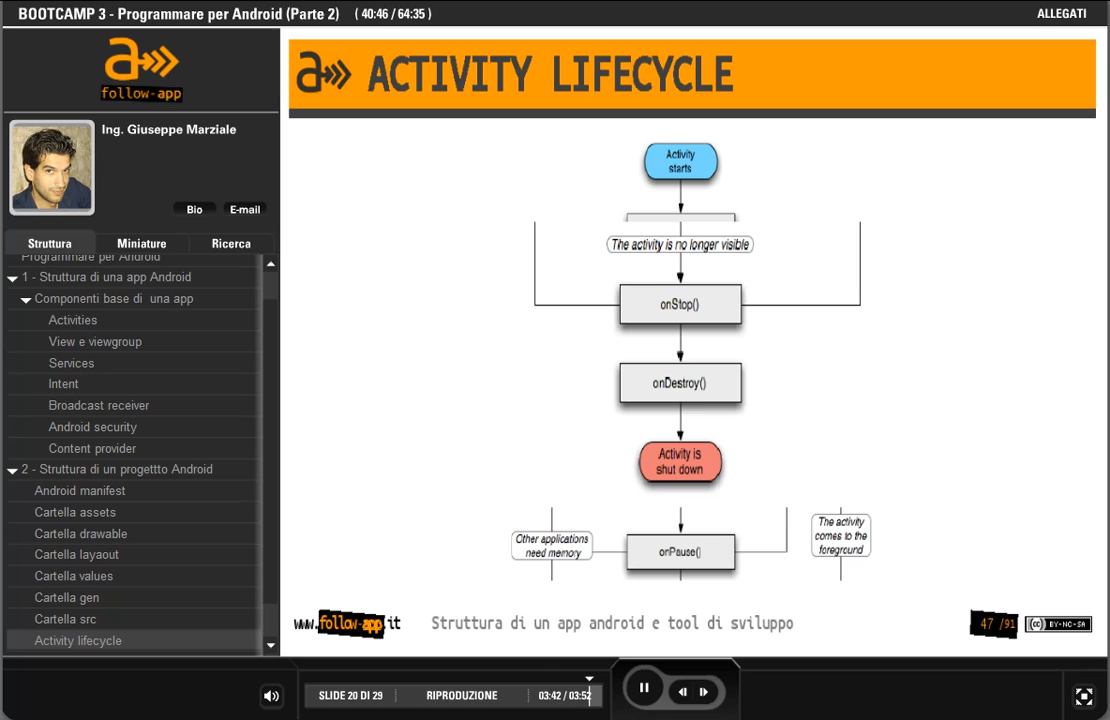 BOOTCAMP 3 - Programmare per Android (Parte 2) ( 40:46 / 64:35 )
ALLEGATI
a
follow-app
Ing. Giuseppe Marziale
Bio
E-mail
Struttura
Miniature
Ricerca
Programmare per Android
1 - Struttura di una app Android
Componenti base di una app
Activities
View e viewgroup
Services
Intent
Broadcast receiver
Android security
Content provider
2 - Struttura di un progettto Android
Android manifest
Cartella assets
Cartella drawable
Cartella layaout
Cartella values
Cartella gen
Cartella src
Activity lifecycle
a ACTIVITY LIFECYCLE
Activity
starts
The activity is no longer visible
onStop()
onDestroy()
Activity is
shut down
Other applications
need memory
onPause()
The activity
comes to the
foreground
www.follow-app.it
Struttura di un app android e tool di sviluppo
47 /91
(cc) BY-NC-SA
SLIDE 20 DI 29
RIPRODUZIONE
03:42 / 03:52